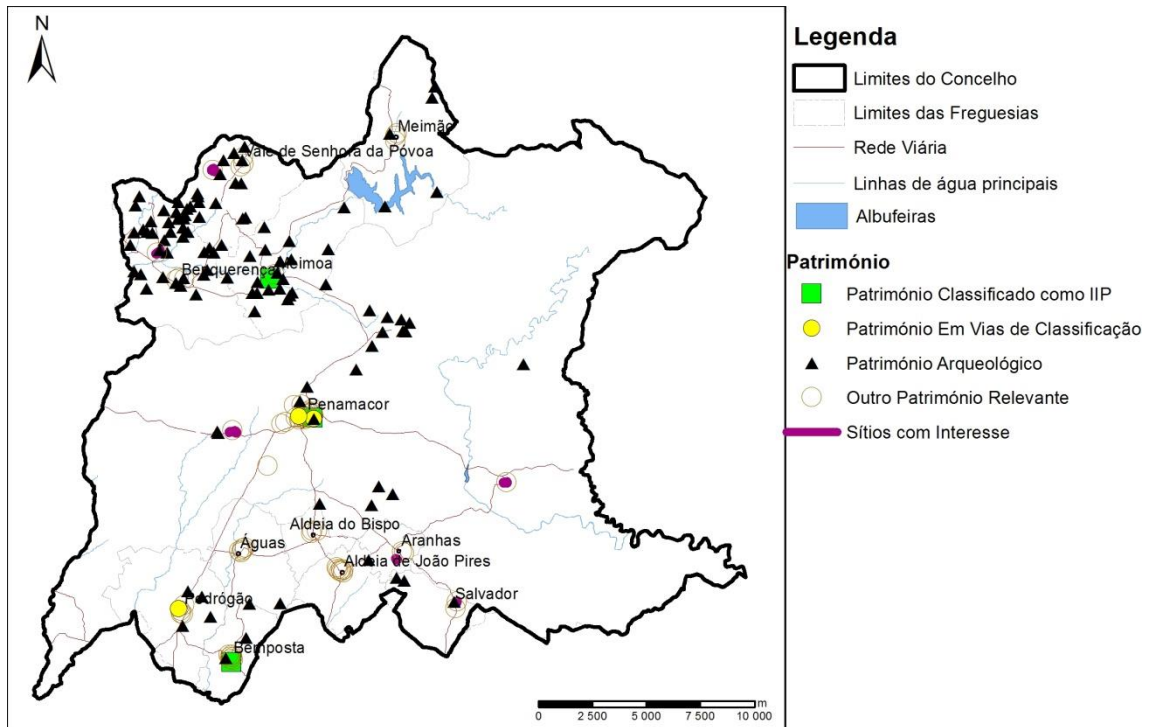 N
Meimão
Vale de Senhora da Póvoa
Benquerença
Meimoa
Penamacor
Aldeia do Bispo
Águas
Aranhas
Aldeia de João Pires
Salvador
Pedrógão
Bemposta
m
0 2 500 5 000 7 500 10 000
Legenda
Limites do Concelho
Limites das Freguesias
Rede Viária
Linhas de água principais
Albufeiras
Património
Património Classificado como IIP
Património Em Vias de Classificação
Património Arqueológico
Outro Património Relevante
Sítios com Interesse